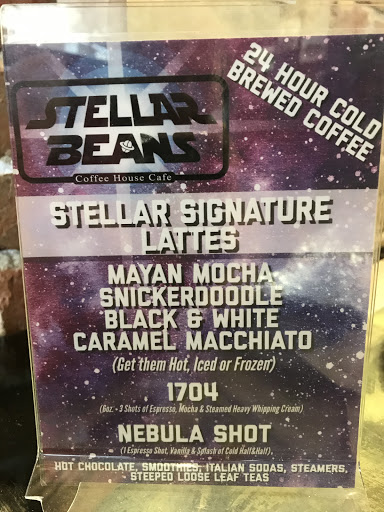 24 HOUR COLD
BREWED COFFEE
STELLAR
BEANS
Coffee House Cafe
STELLAR SIGNATURE
LATTES
MAYAN MOCHA
SNICKERDOODLE
BLACK & WHITE
CARAMEL MACCHIATO
(Get them Hot, Iced or Frozen)
1704
(6oz. - 3 Shots of Espresso, Mocha & Steamed Heavy Whipping Cream)
NEBULA SHOT
(1 Espresso Shot, Vanilla & Splash of Cold Half&Half)
HOT CHOCOLATE, SMOOTHIES, ITALIAN SODAS, STEAMERS,
STEEPED LOOSE LEAF TEAS